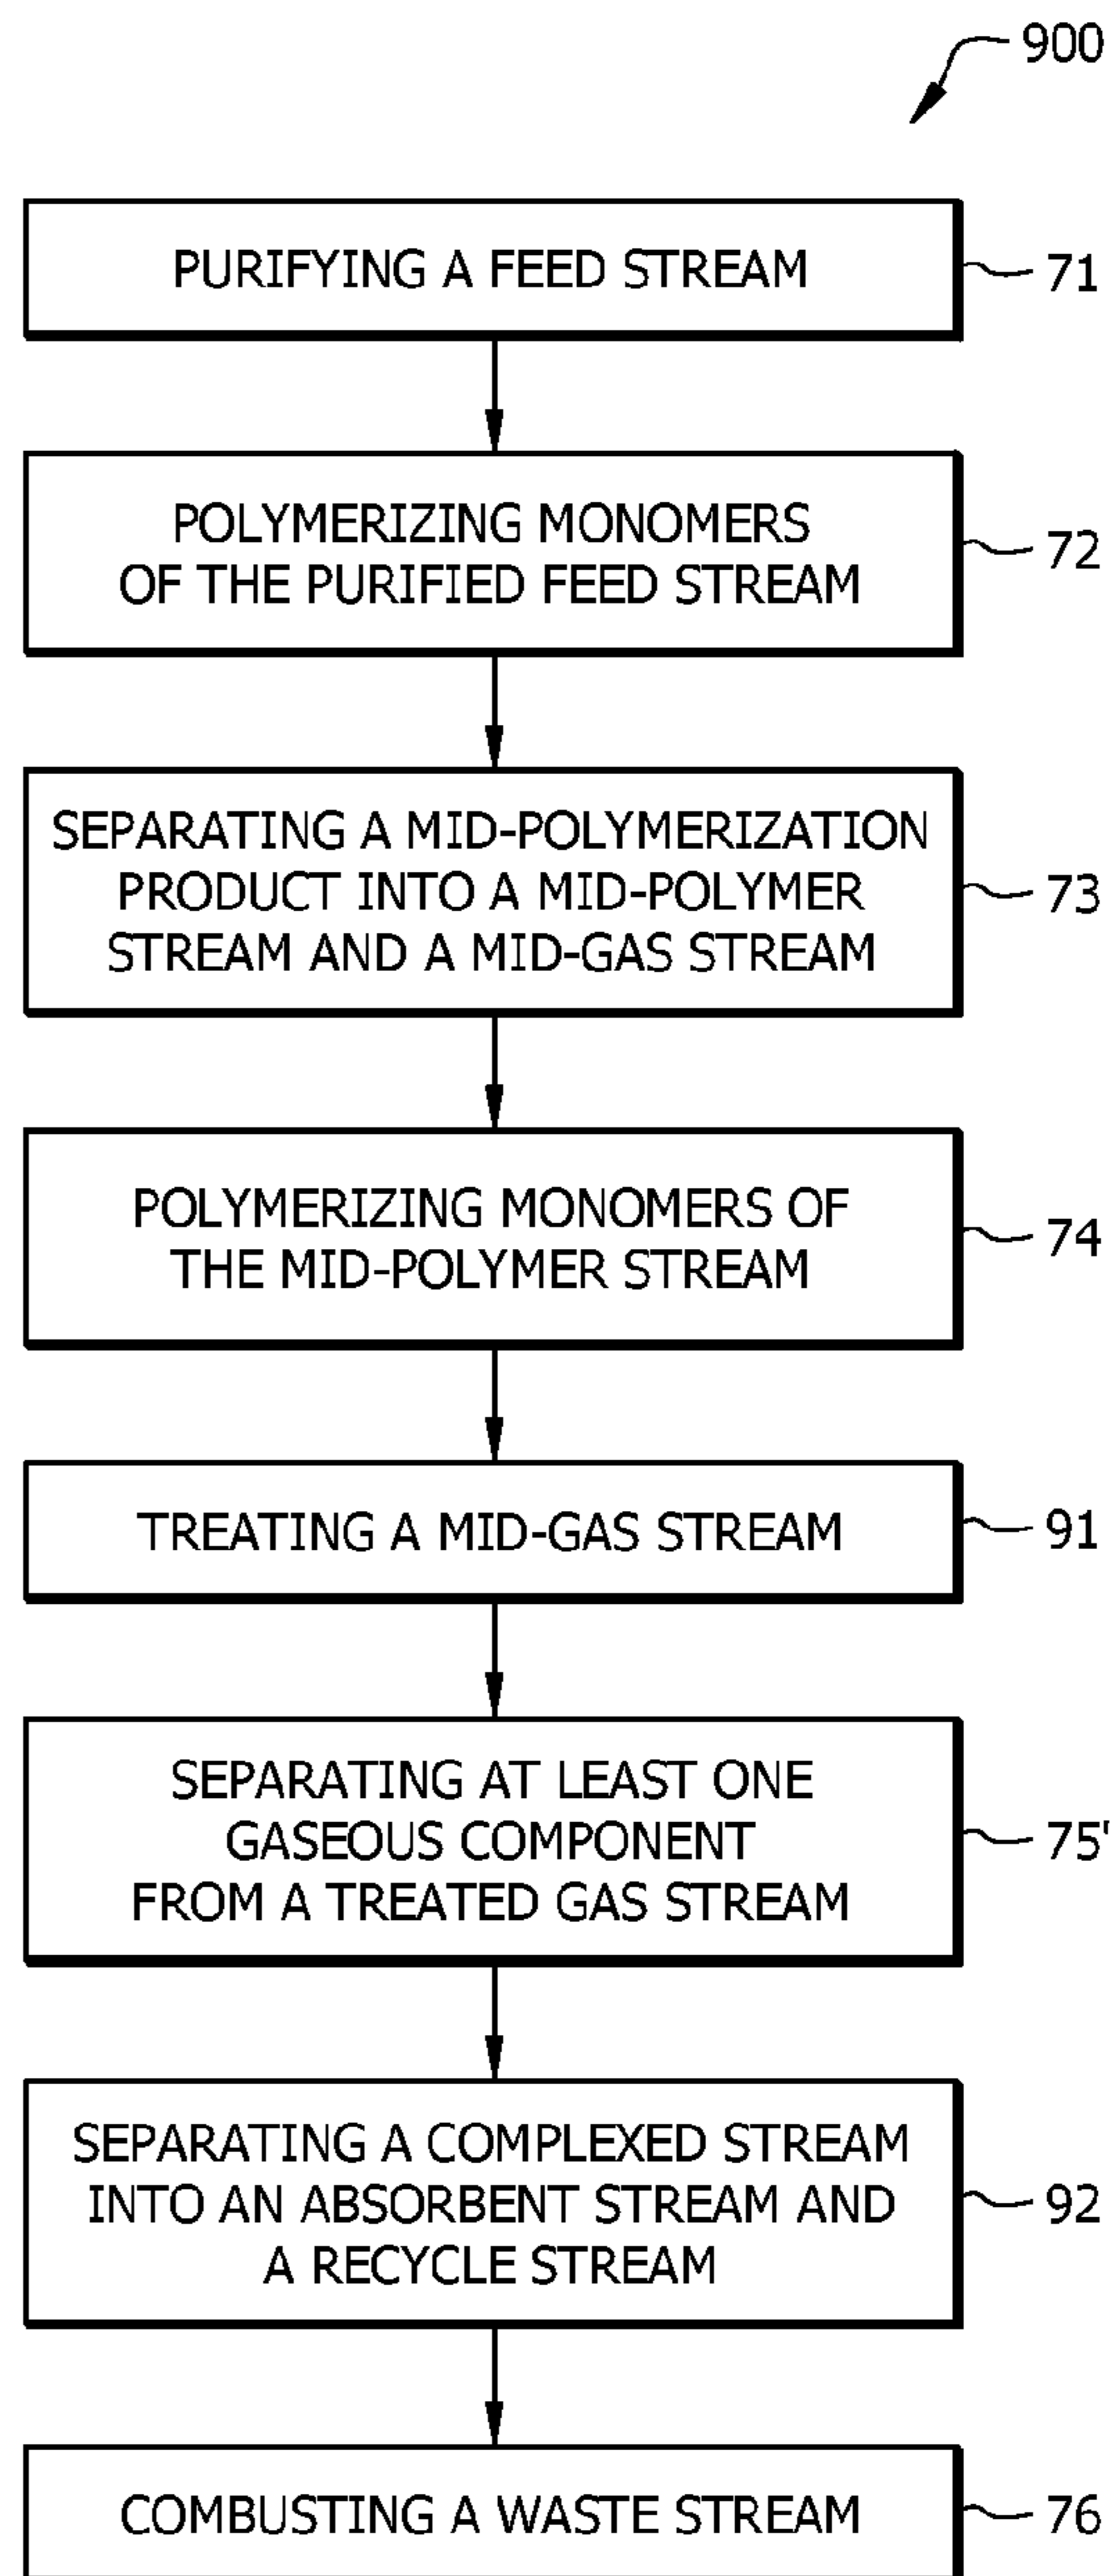 900
PURIFYING A FEED STREAM
71
POLYMERIZING MONOMERS
OF THE PURIFIED FEED STREAM
72
SEPARATING A MID-POLYMERIZATION
PRODUCT INTO A MID-POLYMER
STREAM AND A MID-GAS STREAM
73
POLYMERIZING MONOMERS OF
THE MID-POLYMER STREAM
74
TREATING A MID-GAS STREAM
91
SEPARATING AT LEAST ONE
GASEOUS COMPONENT
FROM A TREATED GAS STREAM
75'
SEPARATING A COMPLEXED STREAM
INTO AN ABSORBENT STREAM AND
A RECYCLE STREAM
92
COMBUSTING A WASTE STREAM
76